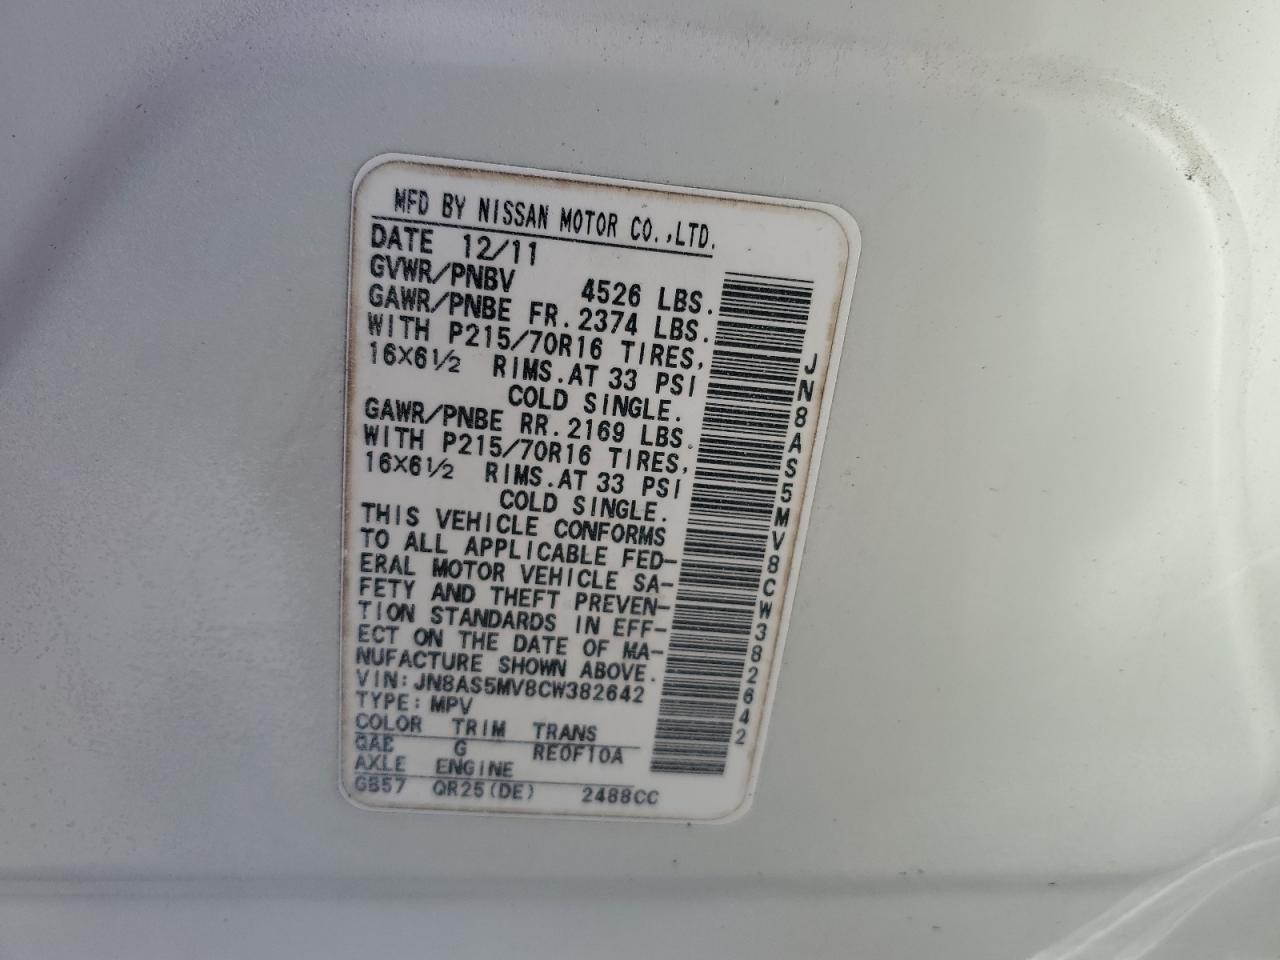 MFD BY NISSAN MOTOR CO.,LTD.
DATE 12/11
GVWR/PNBV 4526 LBS.
GAWR/PNBE FR. 2374 LBS.
WITH P215/70R16 TIRES,
16X6½ RIMS. AT 33 PSI
COLD SINGLE.
GAWR/PNBE RR. 2169 LBS.
WITH P215/70R16 TIRES,
16X6½ RIMS. AT 33 PSI
COLD SINGLE.
THIS VEHICLE CONFORMS
TO ALL APPLICABLE FED-
ERAL MOTOR VEHICLE SA-
FETY AND THEFT PREVEN-
TION STANDARDS IN EFF-
ECT ON THE DATE OF MA-
NUFACTURE SHOWN ABOVE.
VIN: JN8AS5MV8CW382642
TYPE: MPV
COLOR TRIM TRANS
QAB G RE0F10A
AXLE ENGINE
GB57 QR25(DE) 2488CC
JN8AS5MV8CW382642